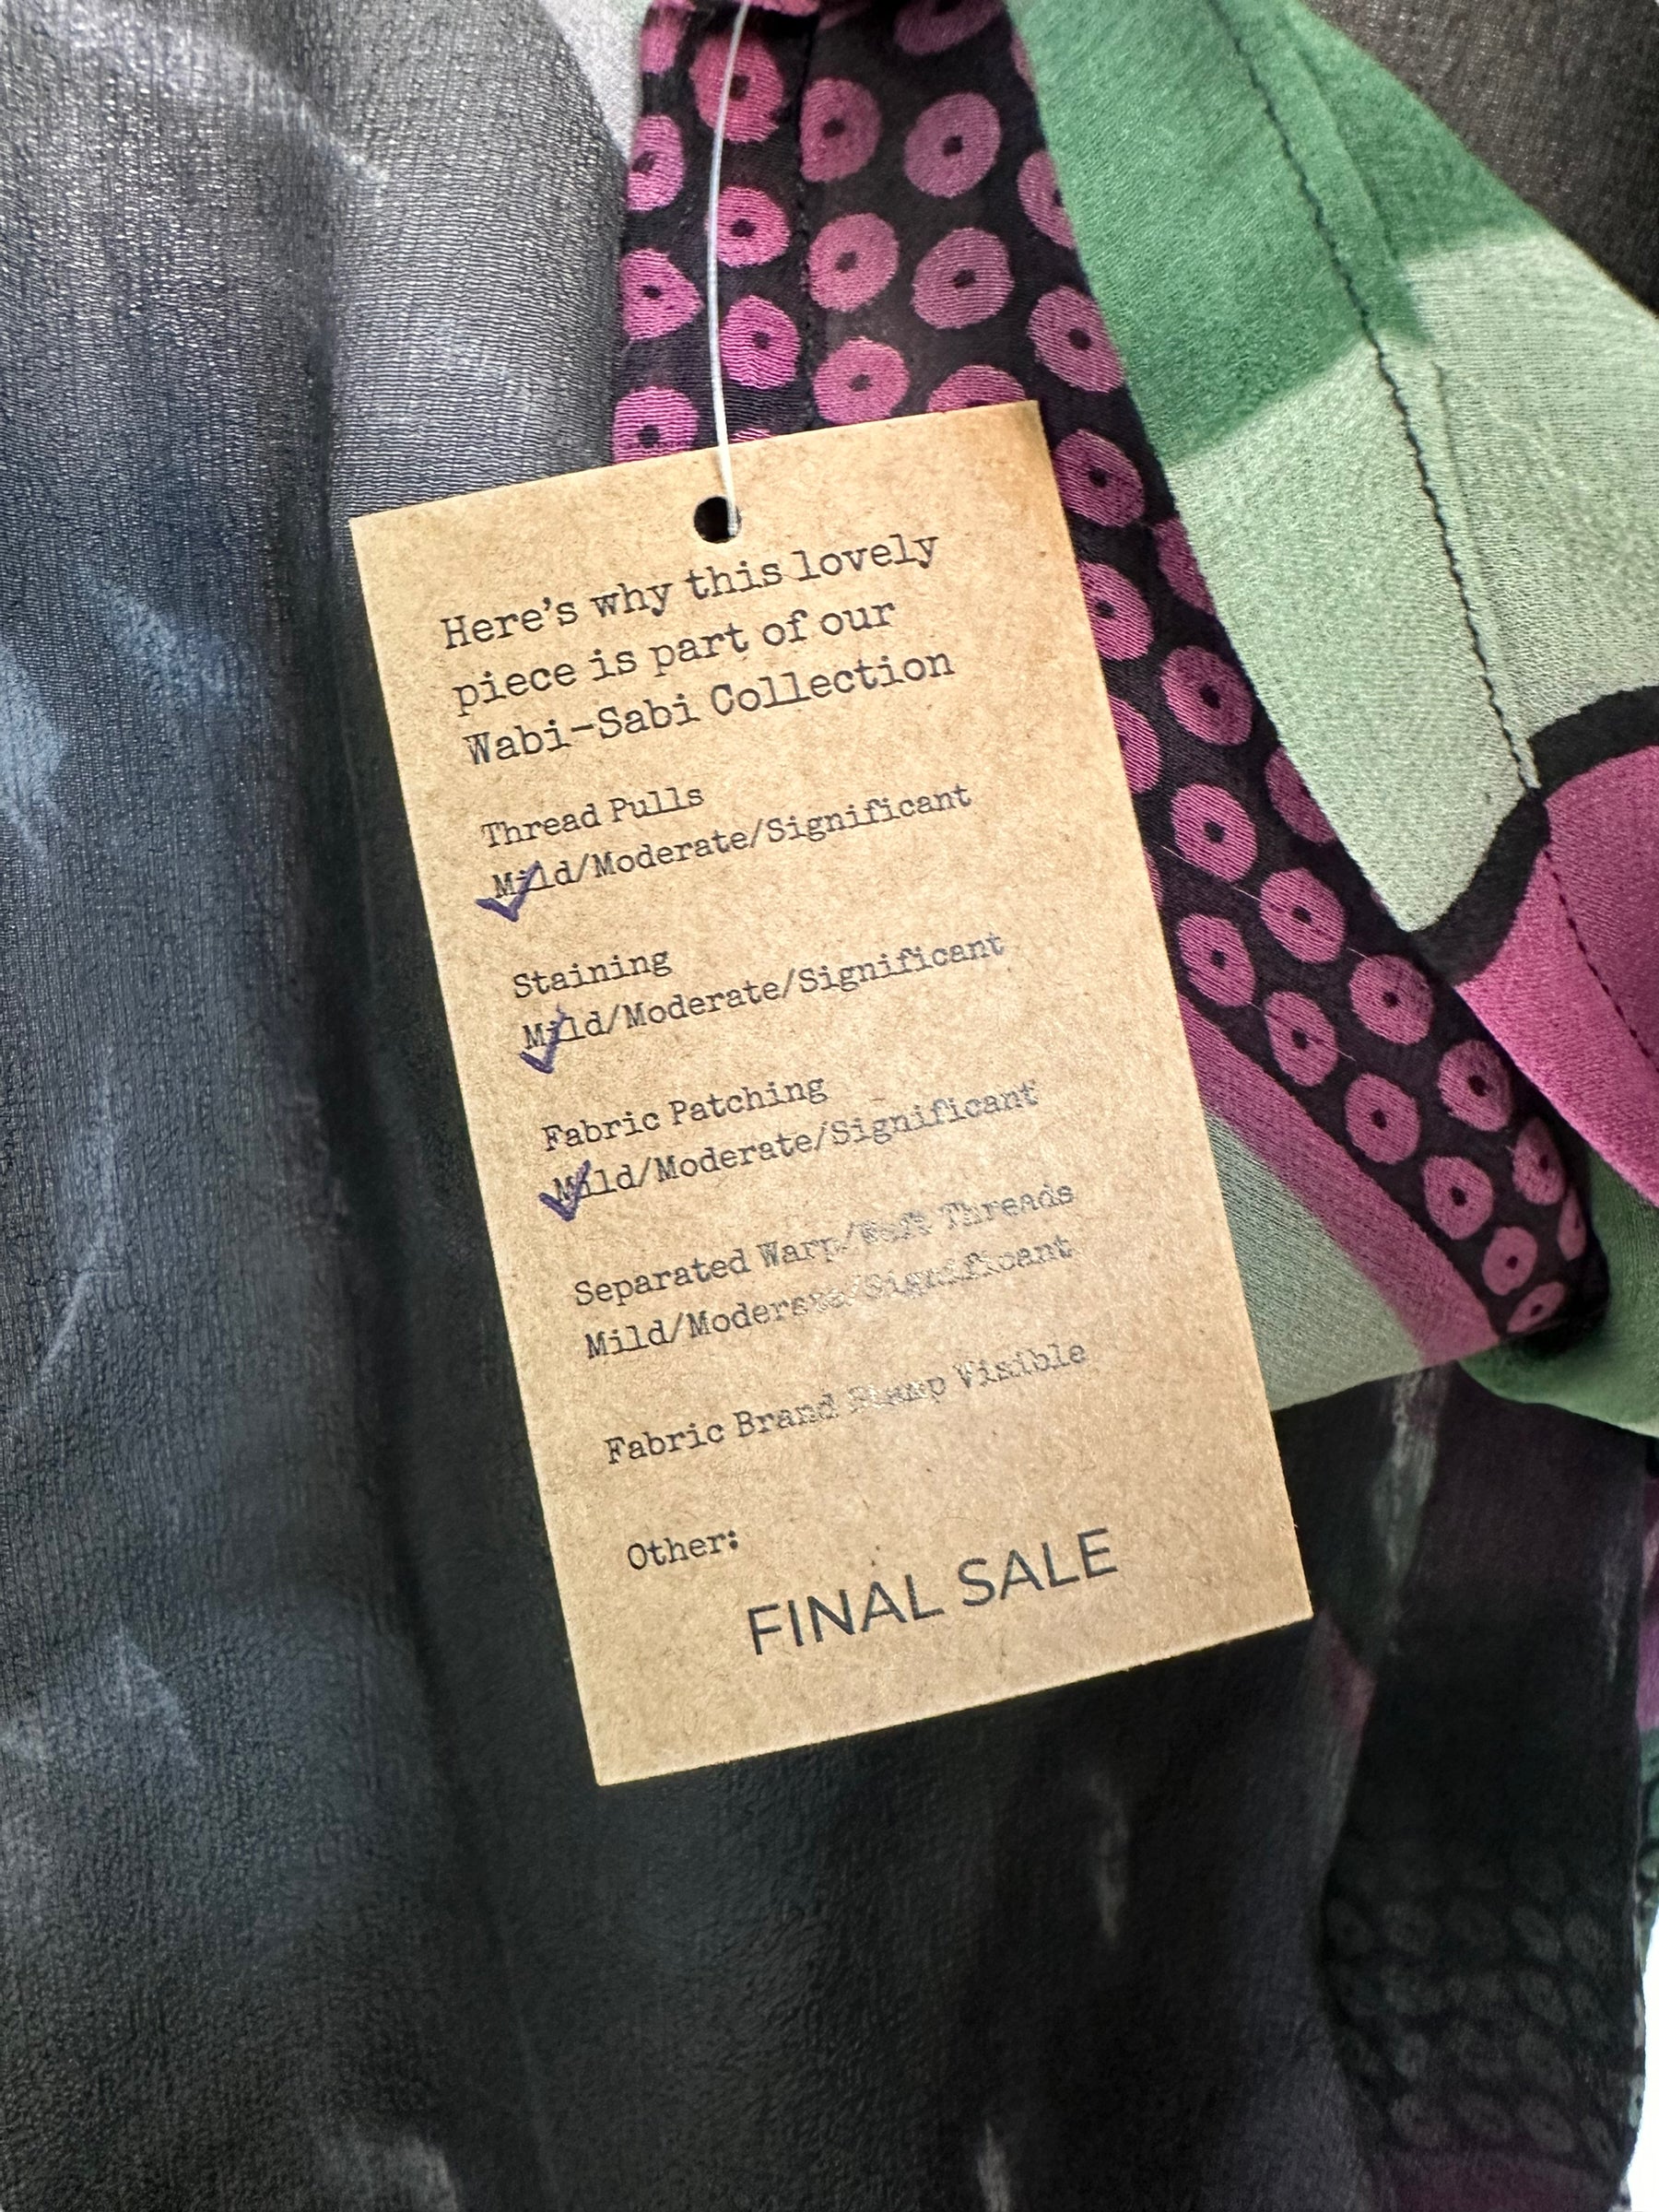 Here's why this lovely
piece is part of our
Wabi-Sabi Collection
Thread Pulls
Mild/Moderate/Significant
Staining
Mild/Moderate/Significant
Fabric Patching
Mild/Moderate/Significant
Separated Warp/Weft Threads
Mild/Moderate/Significant
Fabric Brand Stamp Visible
Other:
FINAL SALE